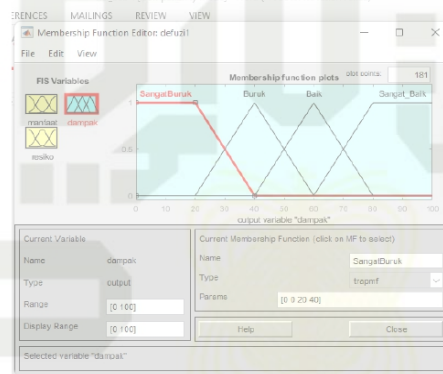 ERENCES MAILINGS REVIEW VIEW
Membership Function Editor: defuzi1
File Edit View
FIS Variables
Membership function plots plot points: 181
SangatBuruk Buruk Baik Sangat_Baik
manfaat dampak
resiko
1
0.5
0
0 10 20 30 40 50 60 70 80 90 100
output variable "dampak"
Current Variable
Name dampak
Type output
Range [0 100]
Display Range [0 100]
Current Membership Function (click on MF to select)
Name SangatBuruk
Type trapmf
Params [0 0 20 40]
Help Close
Selected variable "dampak"